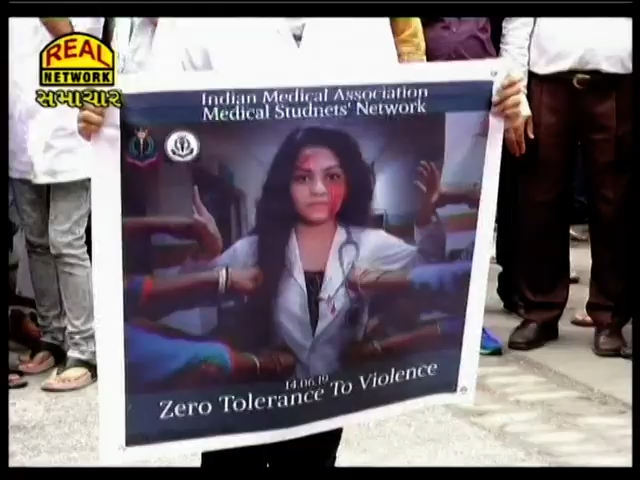 REAL
NETWORK
સમાચાર
Indian Medical Association
Medical Studnets' Network
14.06.19
Zero Tolerance To Violence